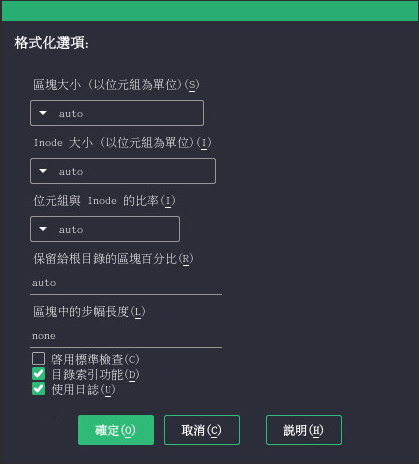 格式化選項:
區塊大小 (以位元組為單位)(S)
auto
Inode 大小 (以位元組為單位)(I)
auto
位元組與 Inode 的比率(I)
auto
保留給根目錄的區塊百分比(R)
auto
區塊中的步幅長度(L)
none
啓用標準檢查(C)
目錄索引功能(D)
使用日誌(U)
確定(O) 取消(C) 説明(H)